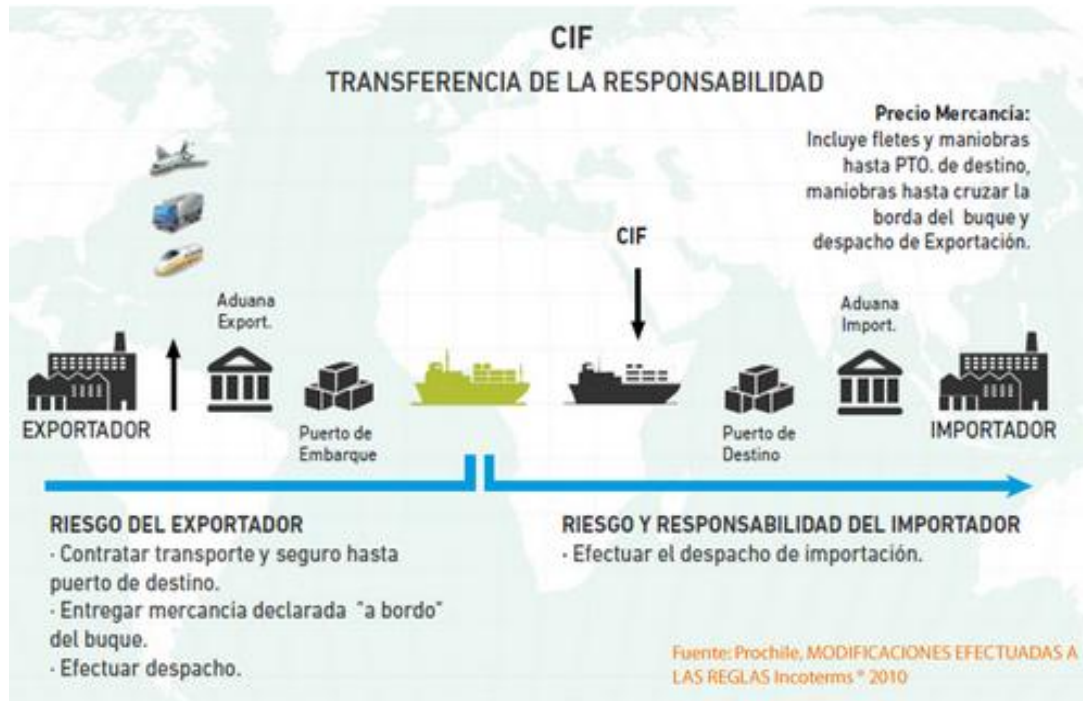 CIF
TRANSFERENCIA DE LA RESPONSABILIDAD
Precio Mercancía:
Incluye fletes y maniobras
hasta PTO. de destino,
maniobras hasta cruzar la
borda del buque y
despacho de Exportación.
CIF
Aduana
Export.
Aduana
Import.
EXPORTADOR
Puerto de
Embarque
Puerto de
Destino
IMPORTADOR
RIESGO DEL EXPORTADOR
· Contratar transporte y seguro hasta
puerto de destino.
· Entregar mercancia declarada "a bordo"
del buque.
· Efectuar despacho.
RIESGO Y RESPONSABILIDAD DEL IMPORTADOR
· Efectuar el despacho de importación.
Fuente: Prochile, MODIFICACIONES EFECTUADAS A
LAS REGLAS Incoterms ® 2010